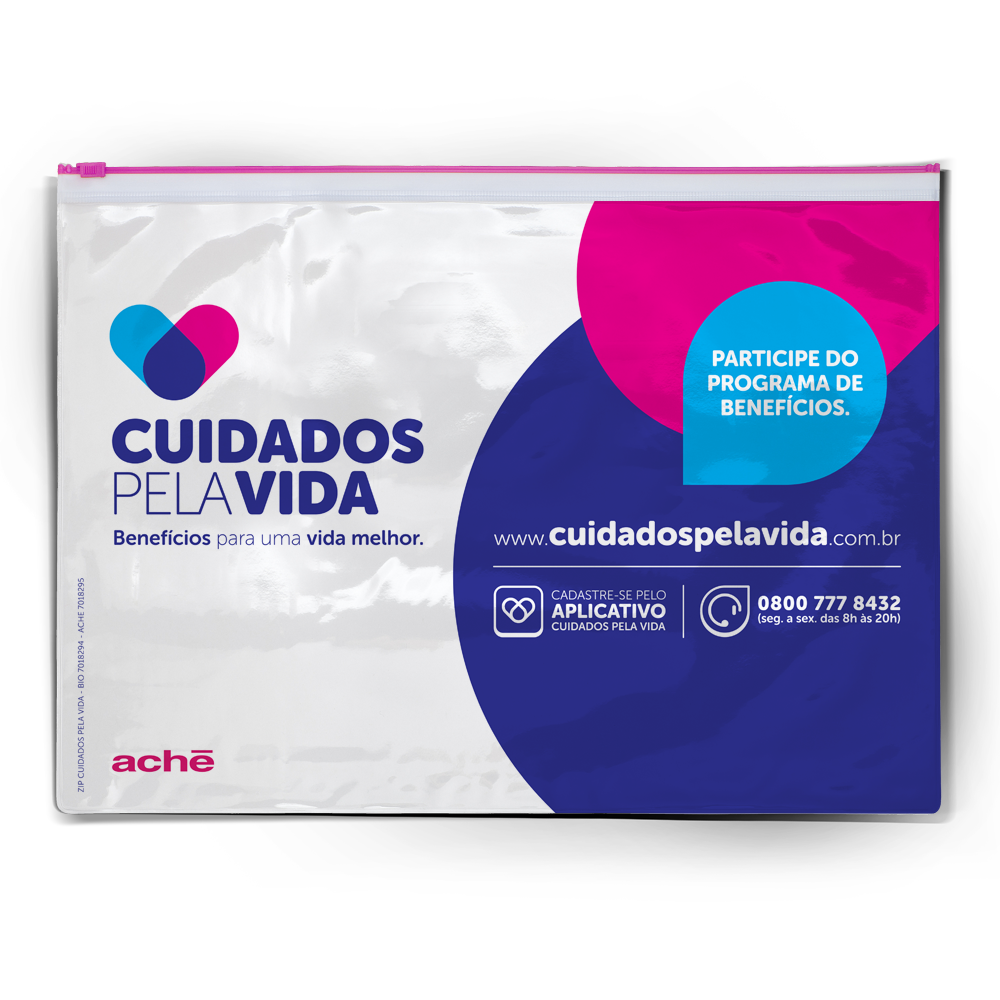 CUIDADOS
PELA VIDA
Benefícios para uma vida melhor.
PARTICIPE DO
PROGRAMA DE
BENEFÍCIOS.
www.cuidadospelavida.com.br
CADASTRE-SE PELO
APLICATIVO
CUIDADOS PELA VIDA
0800 777 8432
(seg. a sex. das 8h às 20h)
ZIP CUIDADOS PELA VIDA - BIO 7018294 - ACHE 7018295
achē